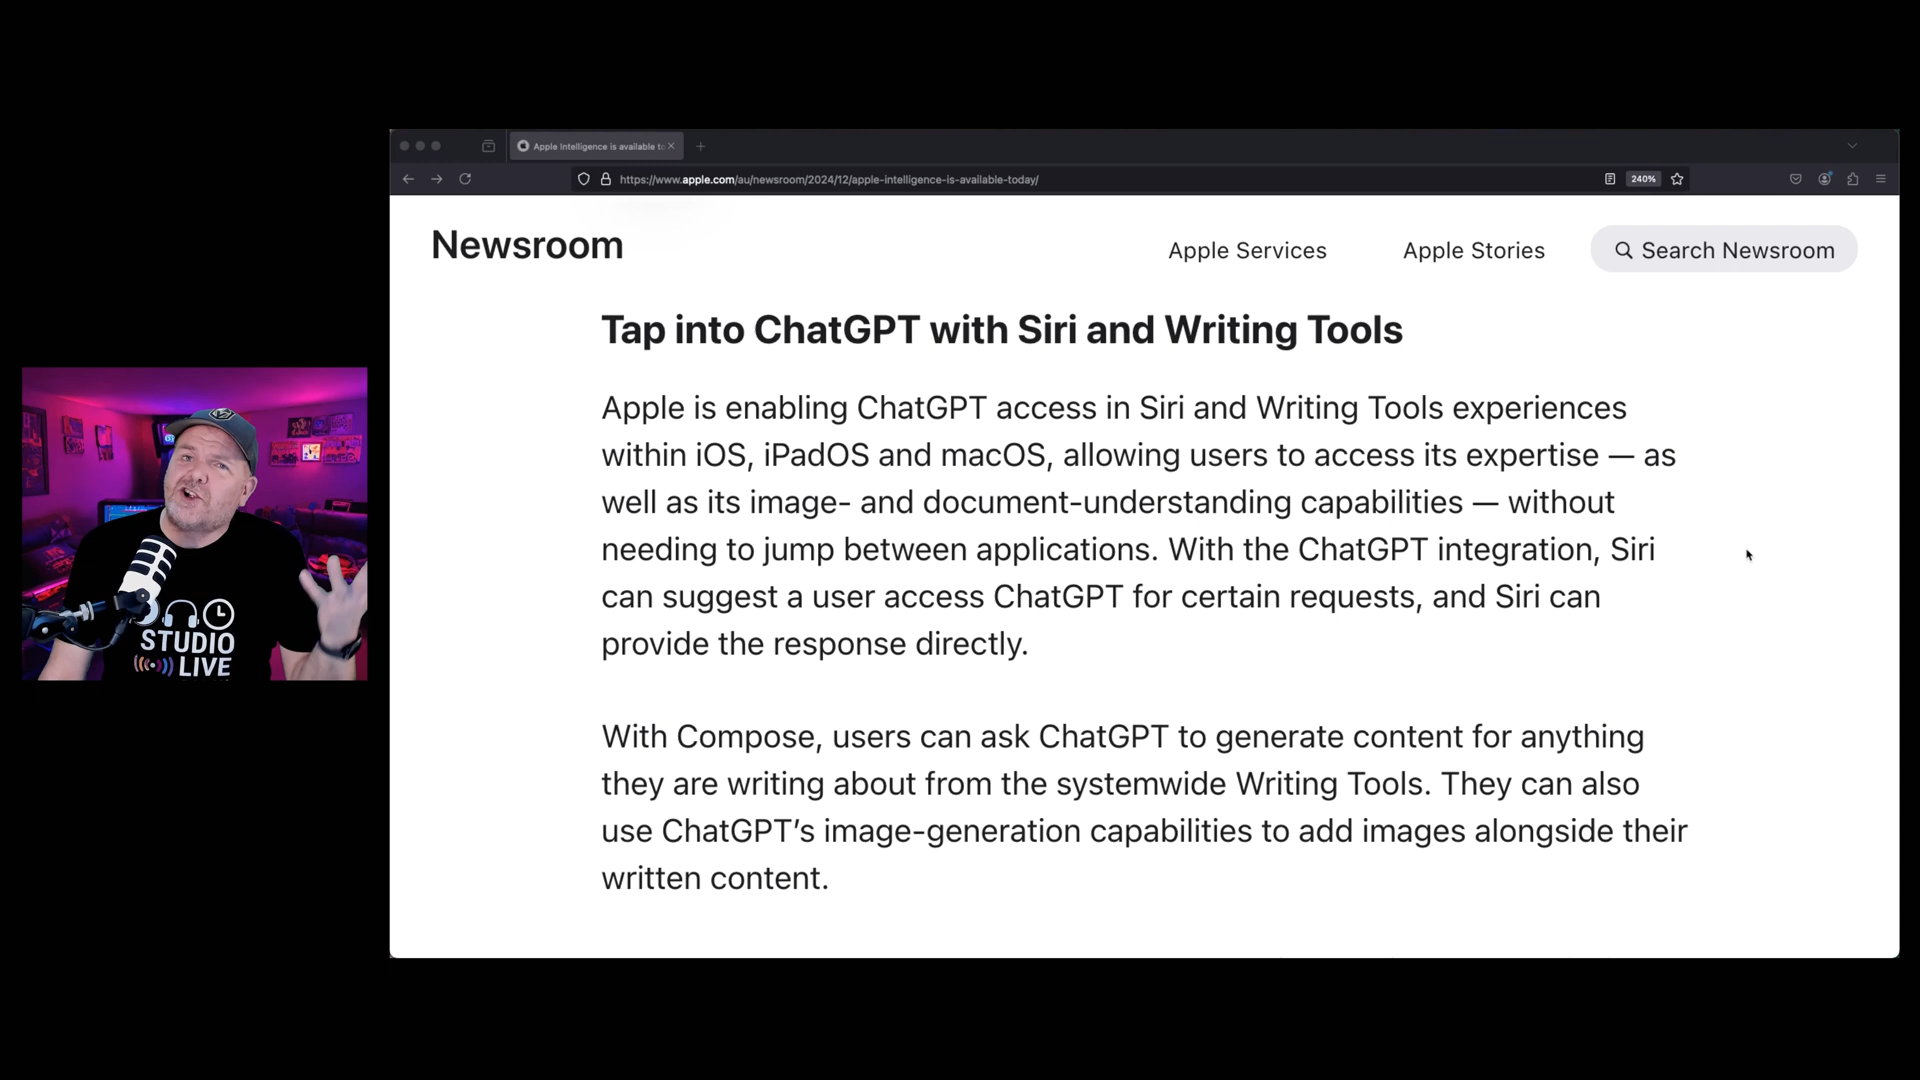 Apple Intelligence is available to
https://www.apple.com/au/newsroom/2024/12/apple-intelligence-is-available-today/
240%
Newsroom
Apple Services
Apple Stories
Search Newsroom
Tap into ChatGPT with Siri and Writing Tools
Apple is enabling ChatGPT access in Siri and Writing Tools experiences
within iOS, iPadOS and macOS, allowing users to access its expertise — as
well as its image- and document-understanding capabilities — without
needing to jump between applications. With the ChatGPT integration, Siri
can suggest a user access ChatGPT for certain requests, and Siri can
provide the response directly.
With Compose, users can ask ChatGPT to generate content for anything
they are writing about from the systemwide Writing Tools. They can also
use ChatGPT’s image-generation capabilities to add images alongside their
written content.
STUDIO
LIVE